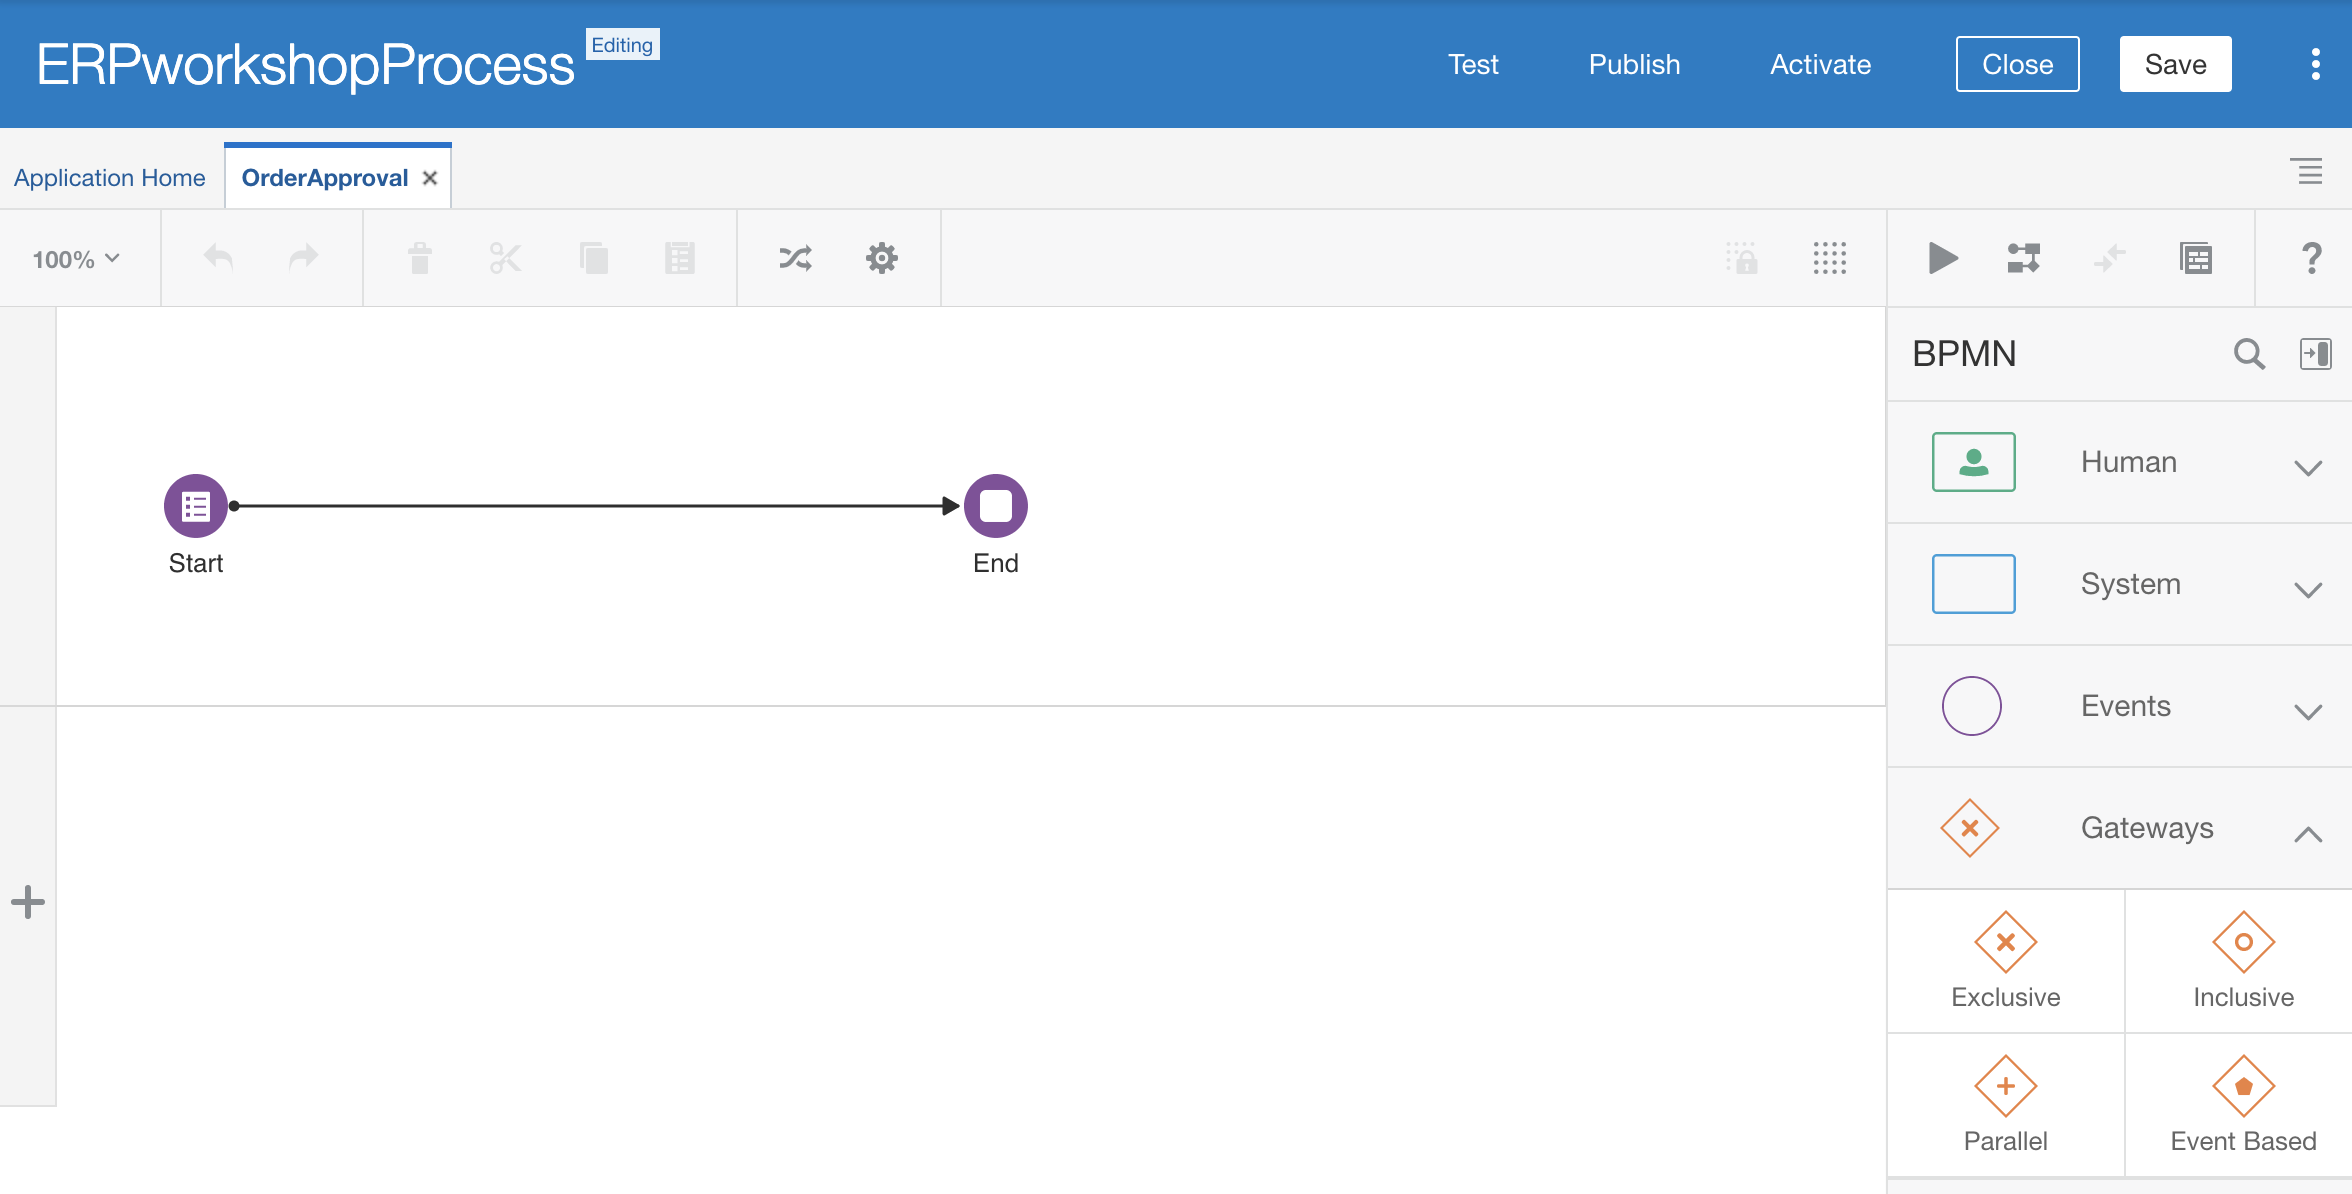 ERPworkshopProcess Editing Test Publish Activate Close Save
Application Home OrderApproval
100%
?
BPMN
Human
System
Events
Gateways
Start End
Exclusive Inclusive
Parallel Event Based